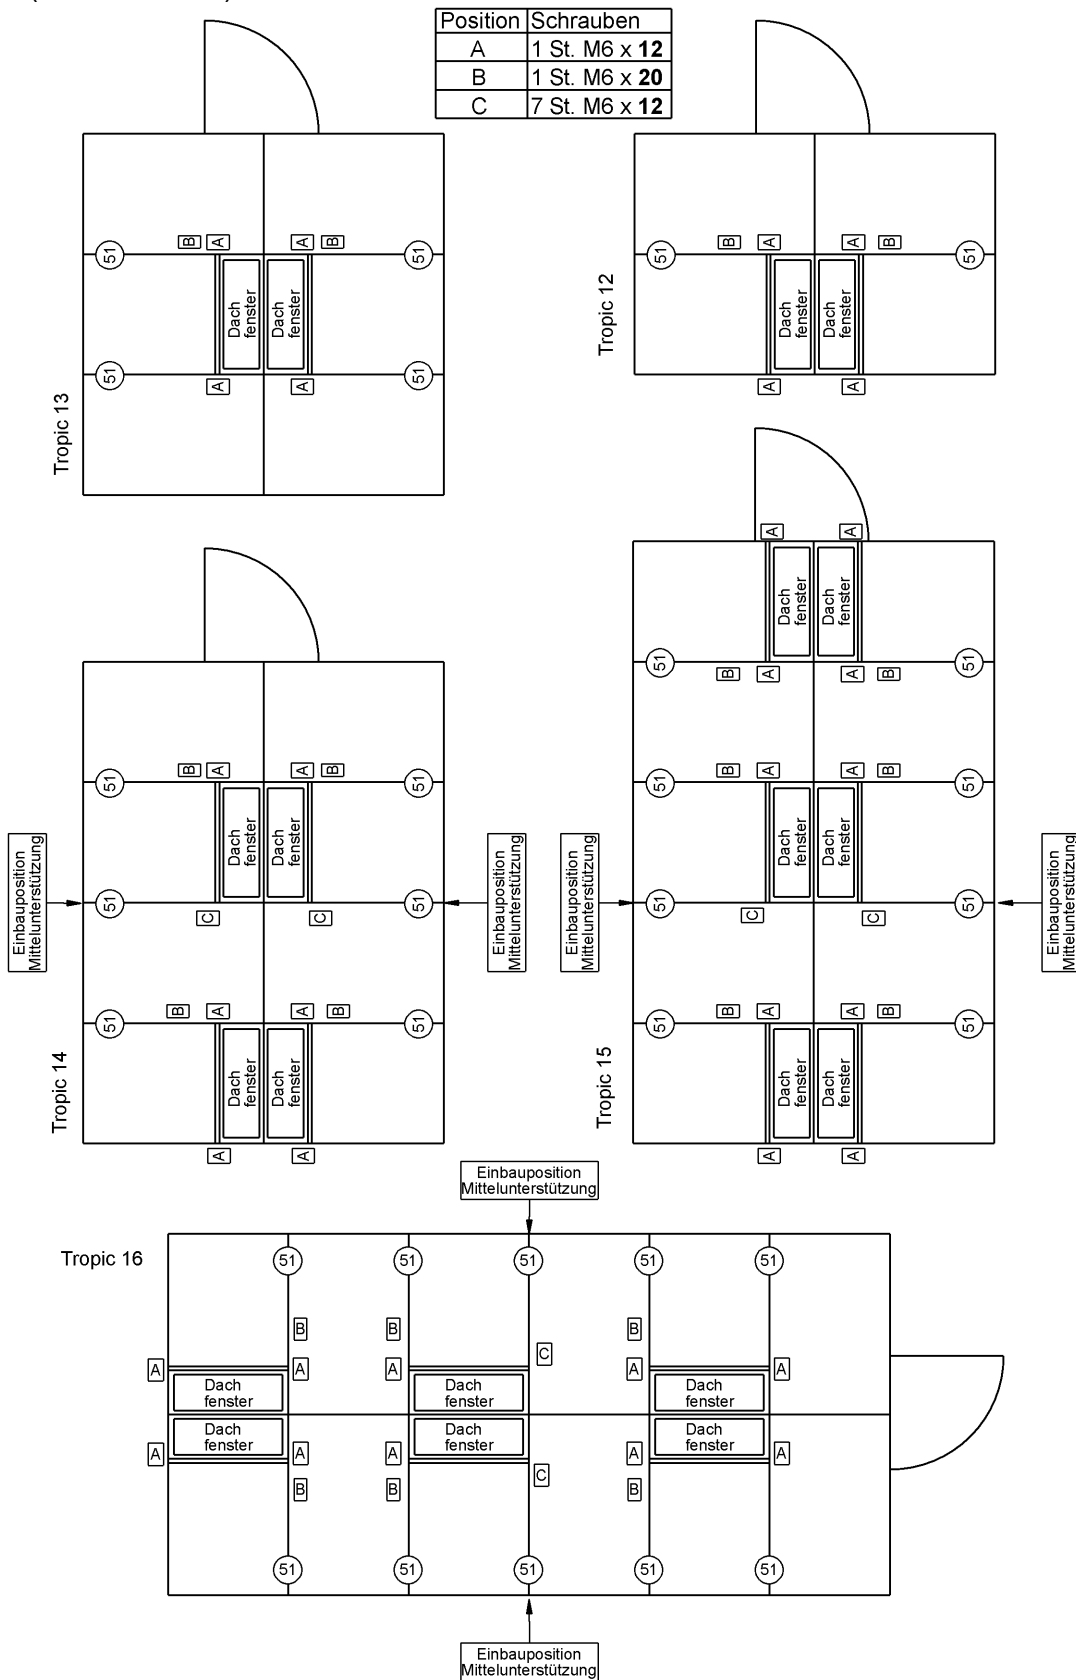 Position Schrauben
A 1 St. M6 x 12
B 1 St. M6 x 20
C 7 St. M6 x 12
Tropic 13
B A A B
51 51
Dach
fenster
Dach
fenster
51 51
A A
Tropic 12
B A A B
51 51
Dach
fenster
Dach
fenster
A A
Tropic 14
B A A B
51 51
Dach
fenster
Dach
fenster
Einbauposition
Mittelunterstützung
51 51
Einbauposition
Mittelunterstützung
C C
B A A B
51 51
Dach
fenster
Dach
fenster
A A
Tropic 15
A A
Dach
fenster
Dach
fenster
51 51
B A A B
B A A B
51 51
Dach
fenster
Dach
fenster
Einbauposition
Mittelunterstützung
51 51
Einbauposition
Mittelunterstützung
C C
B A A B
51 51
Dach
fenster
Dach
fenster
A A
Einbauposition
Mittelunterstützung
Tropic 16
51 51 51 51 51
B B B
C
A A A A A
Dach
fenster
Dach
fenster
Dach
fenster
Dach
fenster
Dach
fenster
Dach
fenster
A A A A A
C
B B B
51 51 51 51 51
Einbauposition
Mittelunterstützung